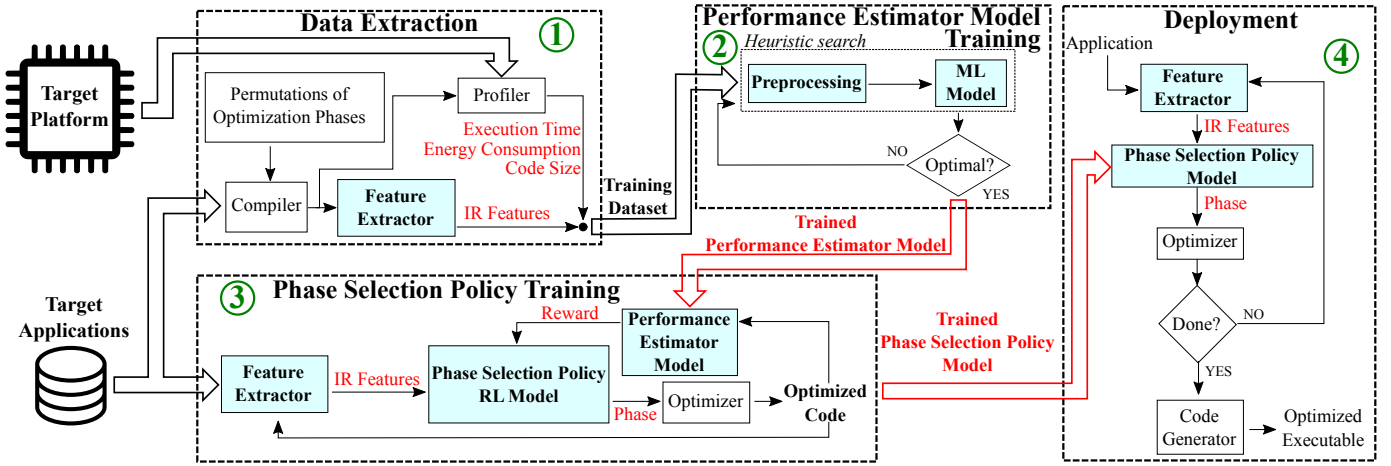 Target
Platform
Target
Applications
Data Extraction
1
Permutations of
Optimization Phases
Profiler
Execution Time
Energy Consumption
Code Size
Compiler
Feature
Extractor
IR Features
Training
Dataset
Performance Estimator Model
Training
2
Heuristic search
Preprocessing
ML
Model
Optimal?
NO
YES
Trained
Performance Estimator Model
3
Phase Selection Policy Training
Feature
Extractor
IR Features
Reward
Phase Selection Policy
RL Model
Performance
Estimator
Model
Phase
Optimizer
Optimized
Code
Trained
Phase Selection Policy
Model
Deployment
4
Application
Feature
Extractor
IR Features
Phase Selection Policy
Model
Phase
Optimizer
Done?
NO
YES
Code
Generator
Optimized
Executable